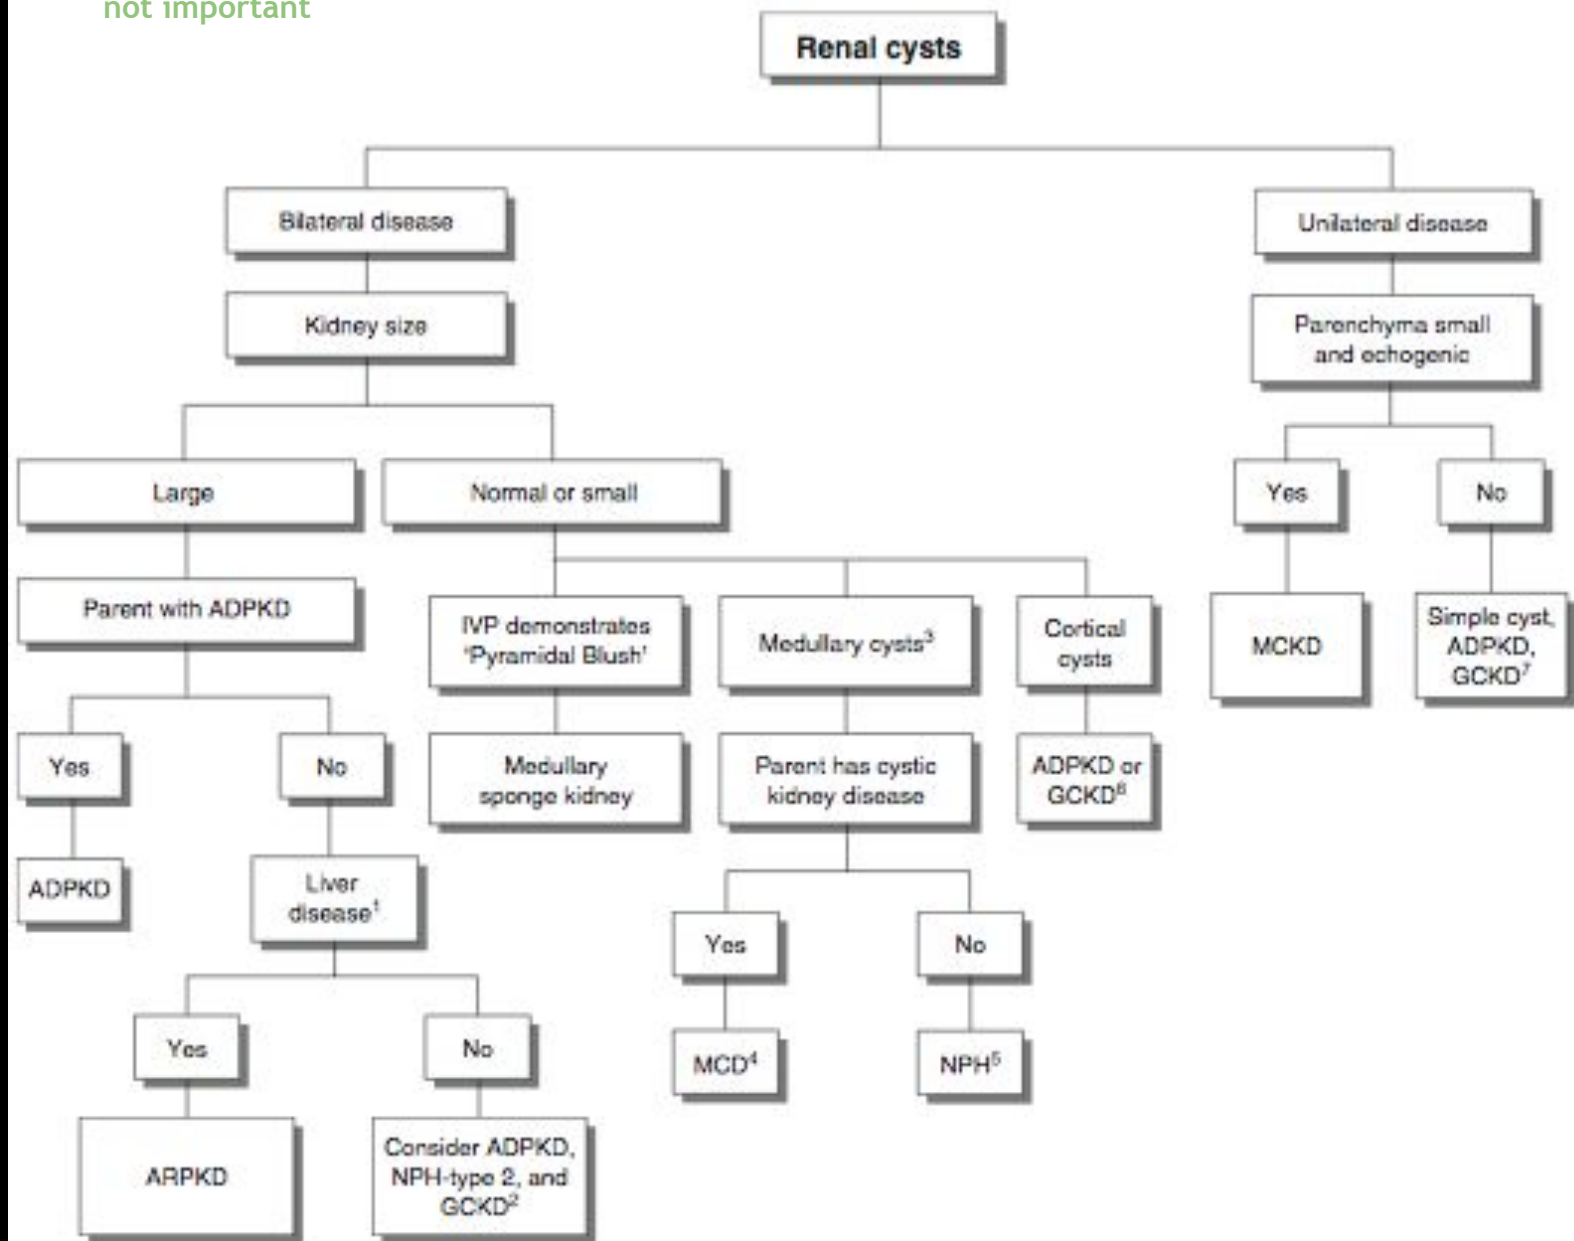 not important
Renal cysts
Bilateral disease
Unilateral disease
Kidney size
Parenchyma small
and echogenic
Large
Normal or small
Yes
No
Parent with ADPKD
IVP demonstrates
'Pyramidal Blush'
Medullary cysts³
Cortical
cysts
MCKD
Simple cyst,
ADPKD,
GCKD⁷
Yes
No
Medullary
sponge kidney
Parent has cystic
kidney disease
ADPKD or
GCKD⁶
ADPKD
Liver
disease¹
Yes
No
Yes
No
MCD⁴
NPH⁵
ARPKD
Consider ADPKD,
NPH-type 2, and
GCKD²